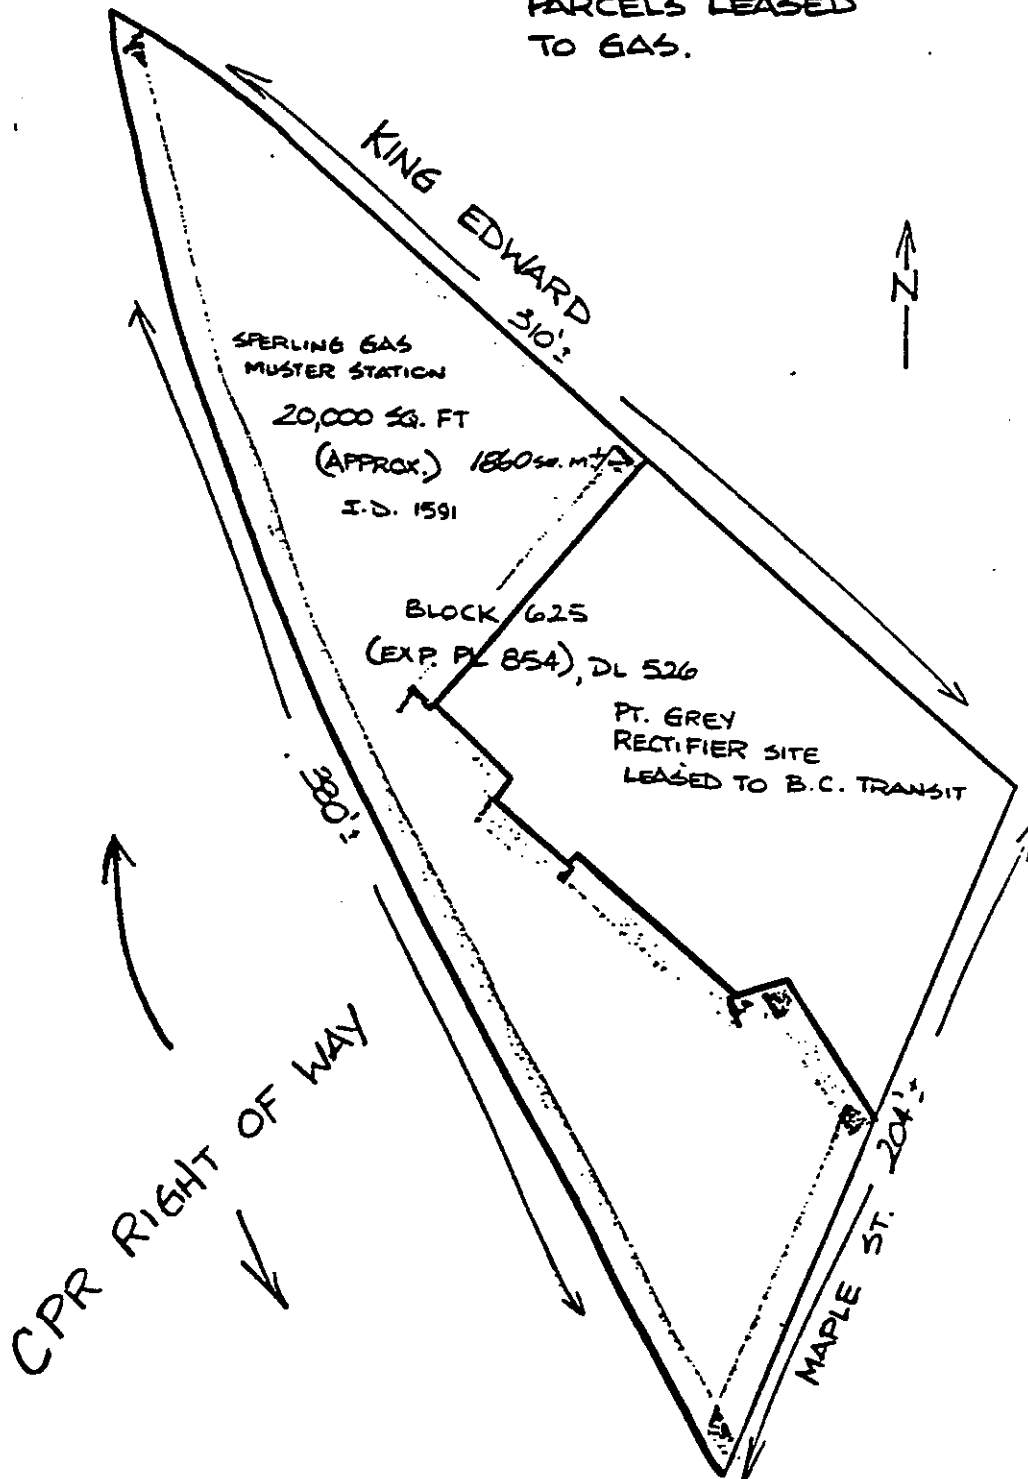 PARCELS LEASED
TO GAS.
KING EDWARD
310'±
N
SPERLING GAS
MUSTER STATION
20,000 SQ. FT
(APPROX.) 1860 SQ. M±
I.D. 1591
BLOCK 625
(EXP. PL 854), DL 526
PT. GREY
RECTIFIER SITE
LEASED TO B.C. TRANSIT
380'±
CPR RIGHT OF WAY
204'±
MAPLE ST.